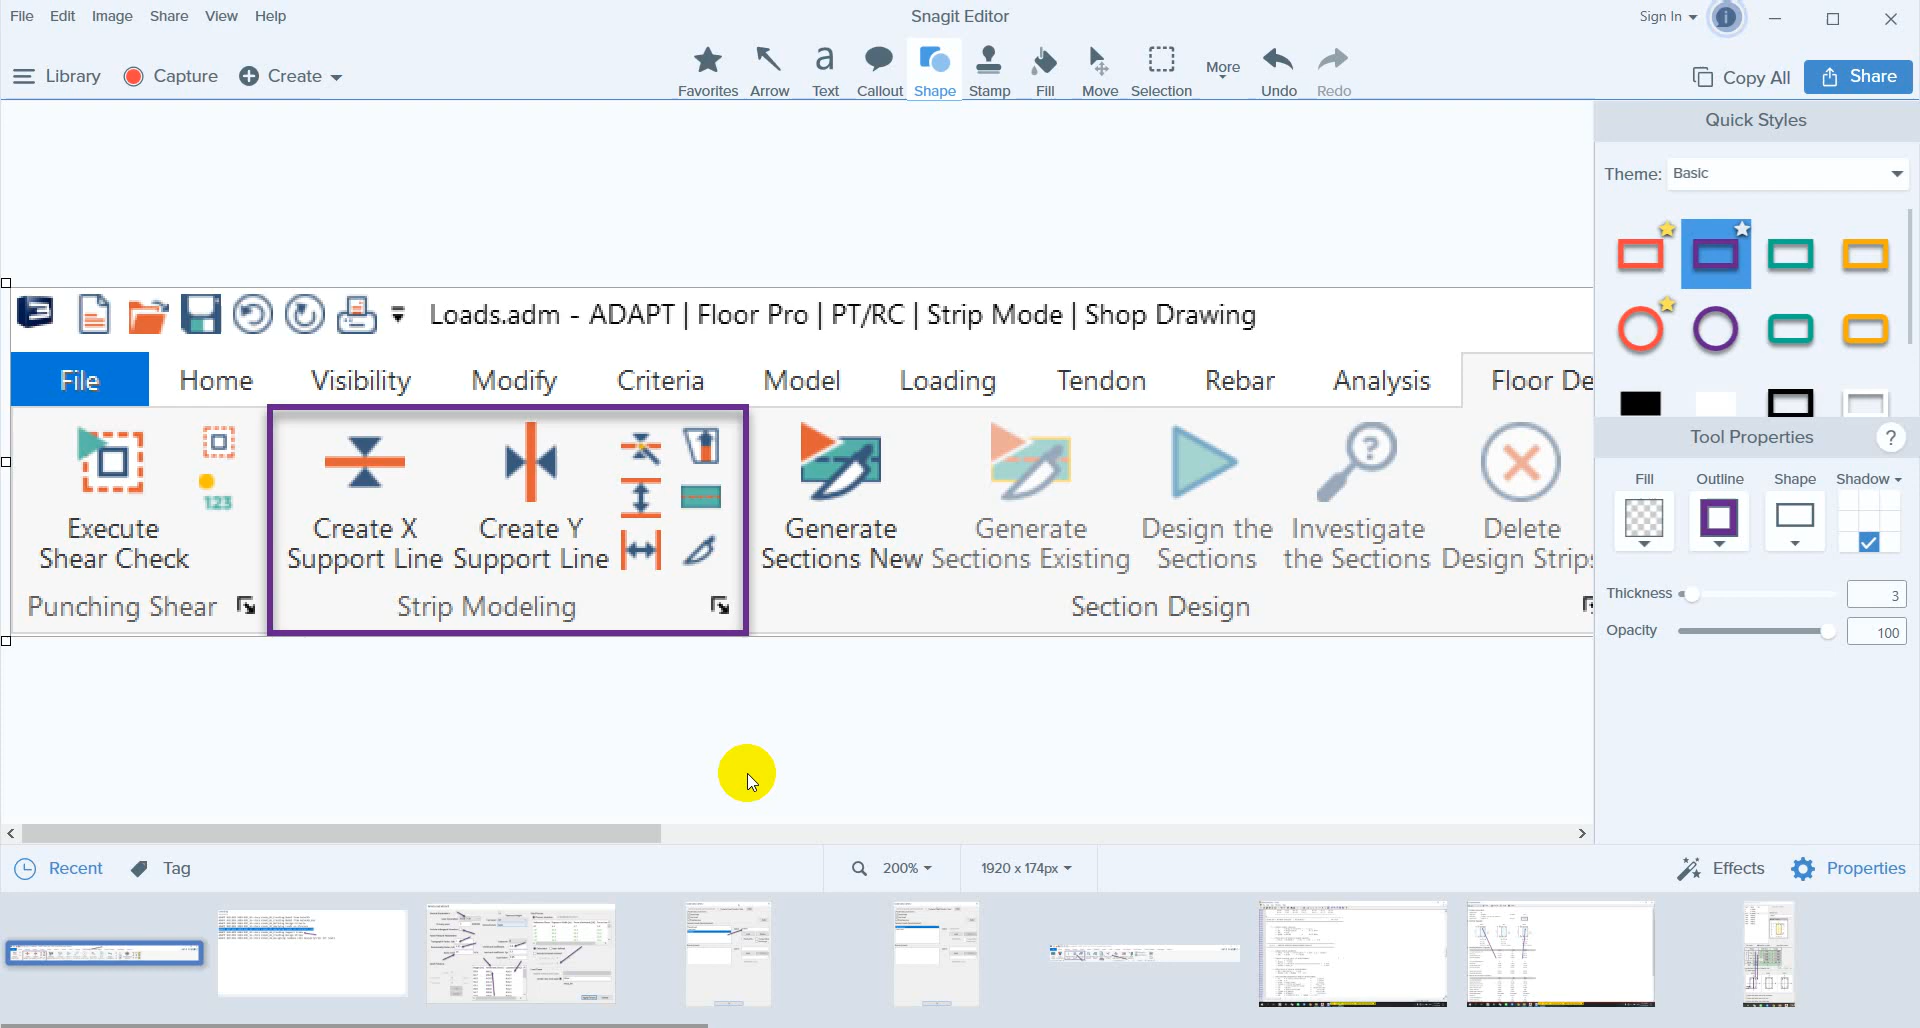 File Edit Image Share View Help
Snagit Editor
Sign In
Library Capture Create
Favorites Arrow Text Callout Shape Stamp Fill Move Selection More Undo Redo
Copy All Share
Quick Styles
Theme: Basic
Loads.adm - ADAPT | Floor Pro | PT/RC | Strip Mode | Shop Drawing
File Home Visibility Modify Criteria Model Loading Tendon Rebar Analysis Floor De
123
Execute Create X Create Y Generate Generate Design the Investigate Delete
Shear Check Support Line Support Line Sections New Sections Existing Sections the Sections Design Strips
Punching Shear Strip Modeling Section Design
Tool Properties ?
Fill Outline Shape Shadow
Thickness 3
Opacity 100
Recent Tag 200% 1920 x 174px Effects Properties